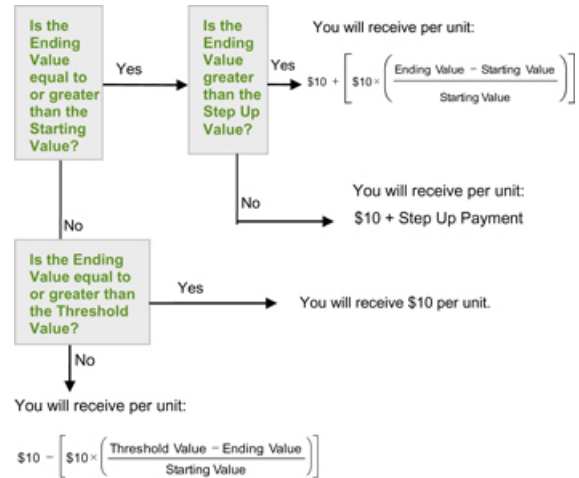 Is the
Ending
Value
equal to
or greater
than the
Starting
Value?
Yes
Is the
Ending
Value
greater
than the
Step Up
Value?
Yes
You will receive per unit:
$10 + [ $10 × ( Ending Value − Starting Value
Starting Value ) ]
No
You will receive per unit:
$10 + Step Up Payment
No
Is the Ending
Value equal to
or greater than
the Threshold
Value?
Yes
You will receive $10 per unit.
No
You will receive per unit:
$10 − [ $10 × ( Threshold Value − Ending Value
Starting Value ) ]